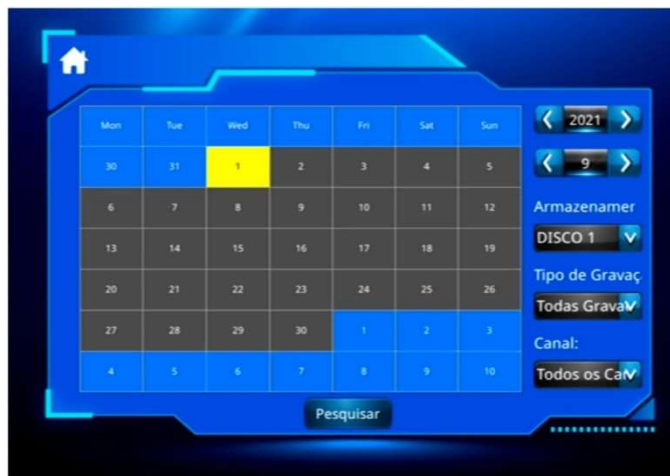 Mon Tue Wed Thu Fri Sat Sun
30 31 1 2 3 4 5
6 7 8 9 10 11 12
13 14 15 16 17 18 19
20 21 22 23 24 25 26
27 28 29 30 1 2 3
4 5 6 7 8 9 10
2021
9
Armazenamer
DISCO 1
Tipo de Gravaç
Todas Grava
Canal:
Todos os Ca
Pesquisar